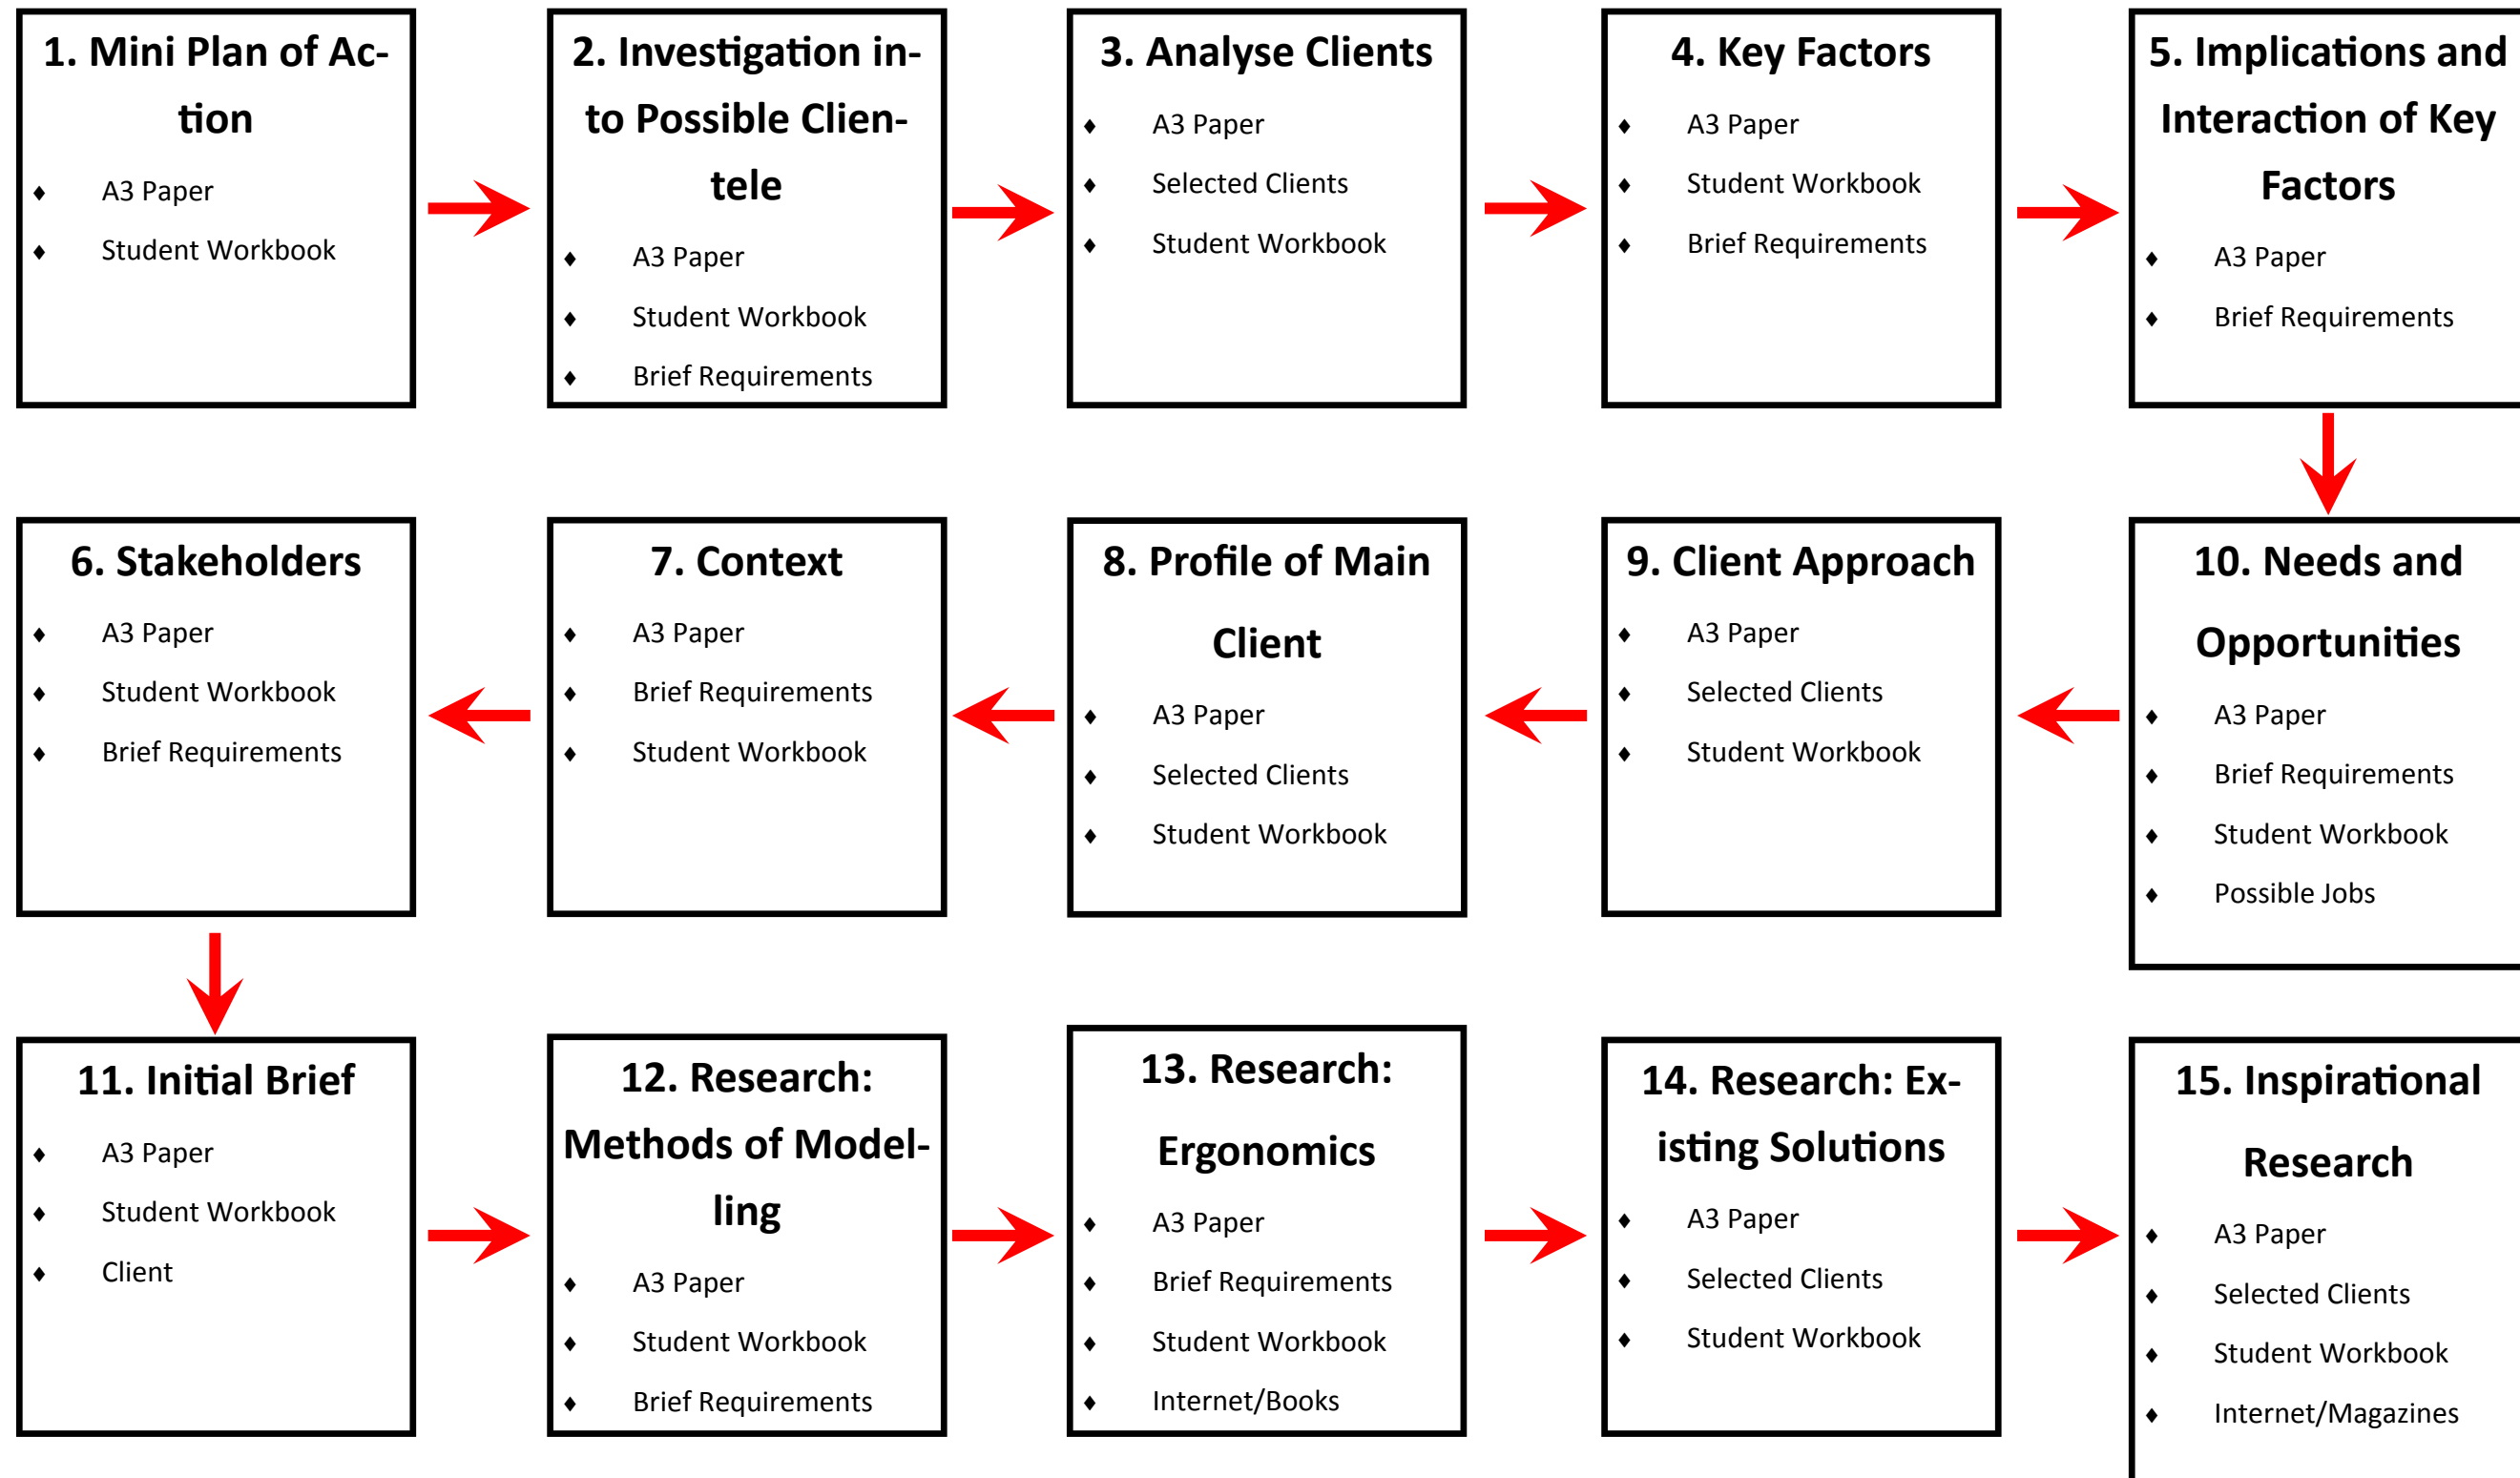 1. Mini Plan of Ac-
tion
♦ A3 Paper
♦ Student Workbook
2. Investigation in-
to Possible Clien-
tele
♦ A3 Paper
♦ Student Workbook
♦ Brief Requirements
3. Analyse Clients
♦ A3 Paper
♦ Selected Clients
♦ Student Workbook
4. Key Factors
♦ A3 Paper
♦ Student Workbook
♦ Brief Requirements
5. Implications and
Interaction of Key
Factors
♦ A3 Paper
♦ Brief Requirements
6. Stakeholders
♦ A3 Paper
♦ Student Workbook
♦ Brief Requirements
7. Context
♦ A3 Paper
♦ Brief Requirements
♦ Student Workbook
8. Profile of Main
Client
♦ A3 Paper
♦ Selected Clients
♦ Student Workbook
9. Client Approach
♦ A3 Paper
♦ Selected Clients
♦ Student Workbook
10. Needs and
Opportunities
♦ A3 Paper
♦ Brief Requirements
♦ Student Workbook
♦ Possible Jobs
11. Initial Brief
♦ A3 Paper
♦ Student Workbook
♦ Client
12. Research:
Methods of Model-
ling
♦ A3 Paper
♦ Student Workbook
♦ Brief Requirements
13. Research:
Ergonomics
♦ A3 Paper
♦ Brief Requirements
♦ Student Workbook
♦ Internet/Books
14. Research: Ex-
isting Solutions
♦ A3 Paper
♦ Selected Clients
♦ Student Workbook
15. Inspirational
Research
♦ A3 Paper
♦ Selected Clients
♦ Student Workbook
♦ Internet/Magazines